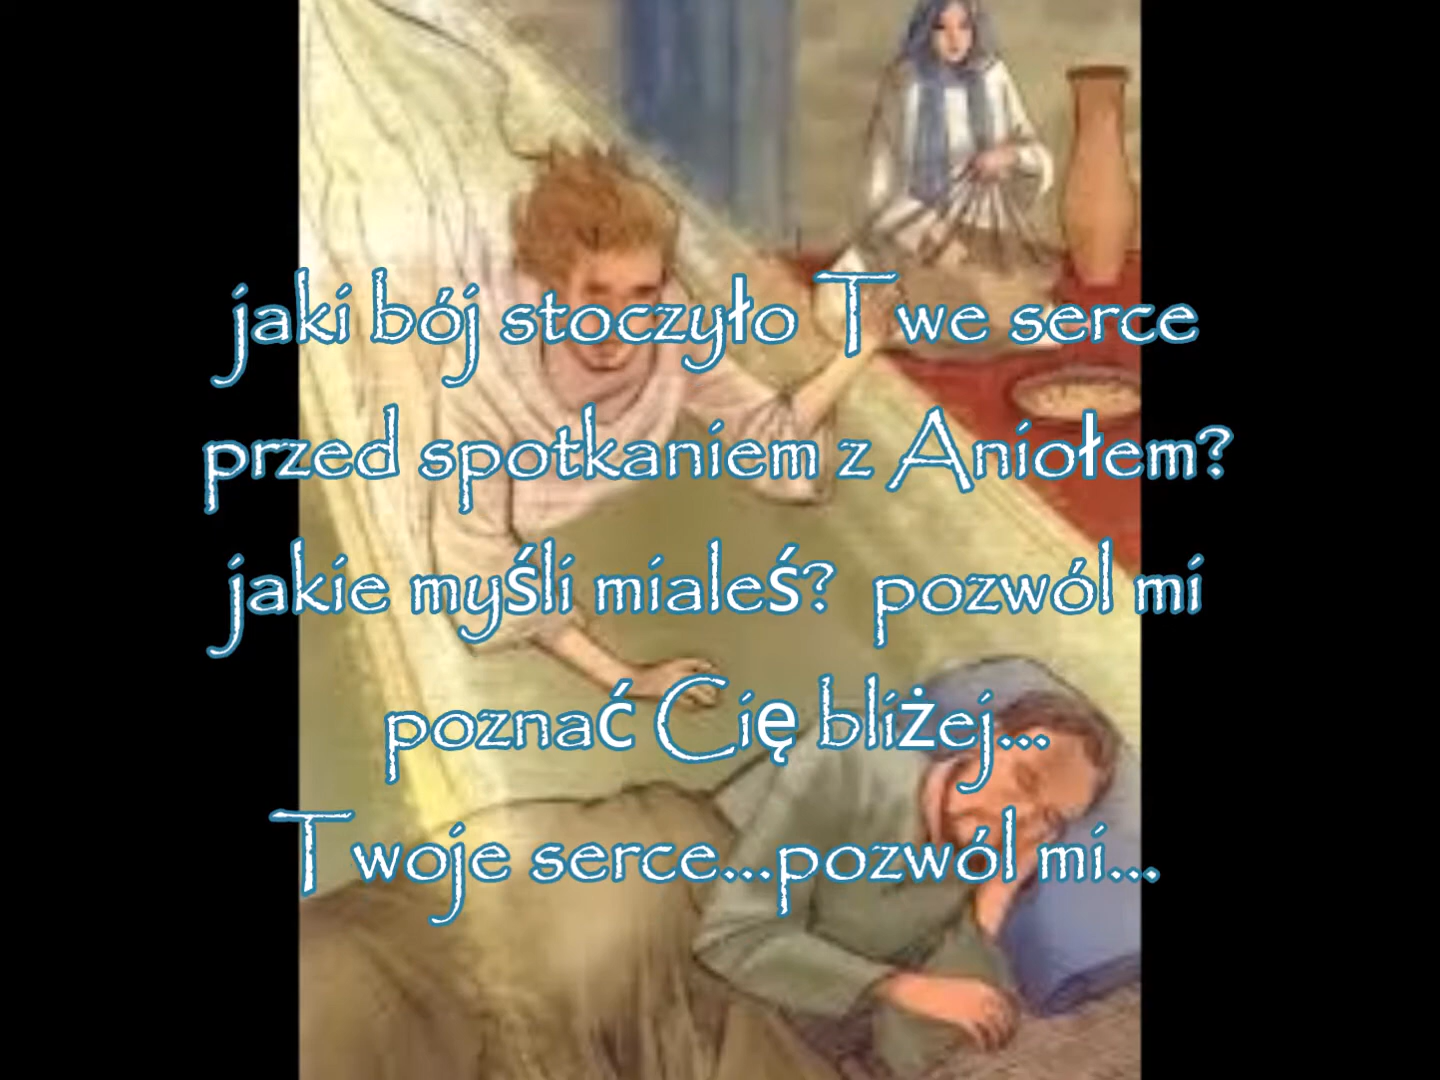 jaki bój stoczyło Twe serce
przed spotkaniem z Aniołem?
jakie myśli mialeś? pozwól mi
poznać Cię bliżej...
Twoje serce...pozwól mi...